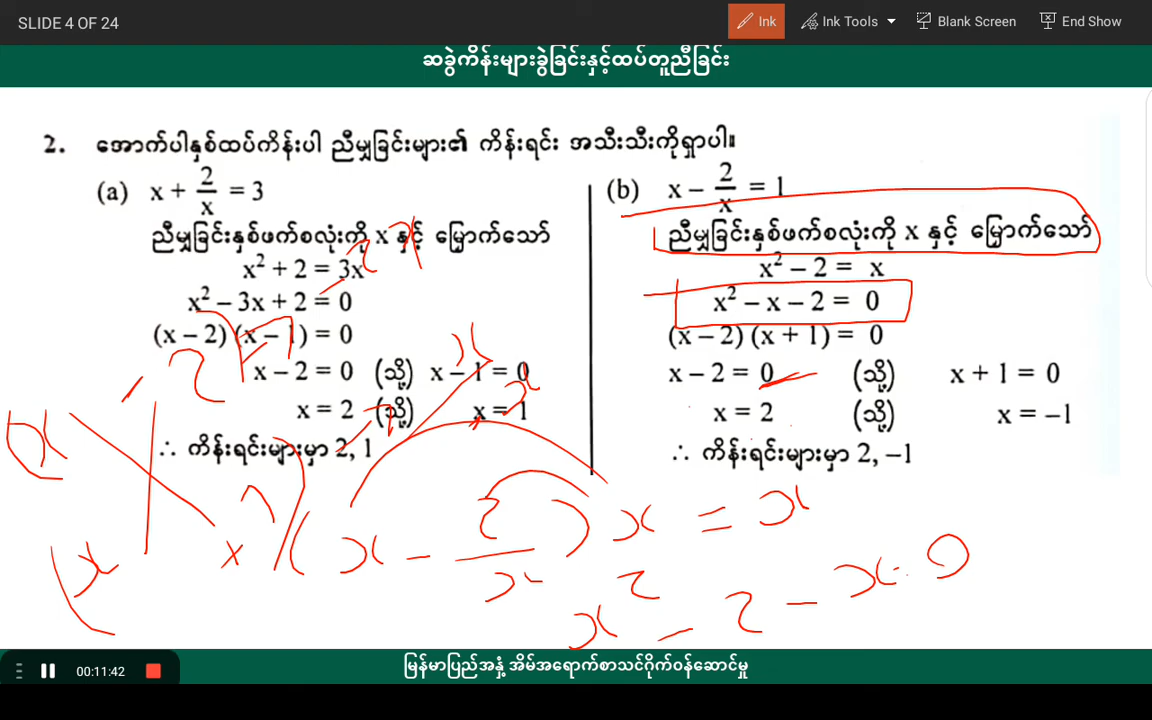 SLIDE 4 OF 24
Ink Ink Tools Blank Screen End Show
ဆခွဲကိန်းများခွဲခြင်းနှင့်ထပ်တူညီခြင်း
2. အောက်ပါနှစ်ထပ်ကိန်းပါ ညီမျှခြင်းများ၏ ကိန်းရင်း အသီးသီးကိုရှာပါ။
(a) x + 2/x = 3
ညီမျှခြင်းနှစ်ဖက်စလုံးကို x နှင့် မြှောက်သော်
x² + 2 = 3x
x² − 3x + 2 = 0
(x − 2) (x − 1) = 0
x − 2 = 0 (သို့) x − 1 = 0
x = 2 (သို့) x = 1
∴ ကိန်းရင်းများမှာ 2, 1
(b) x − 2/x = 1
ညီမျှခြင်းနှစ်ဖက်စလုံးကို x နှင့် မြှောက်သော်
x² − 2 = x
x² − x − 2 = 0
(x − 2) (x + 1) = 0
x − 2 = 0 (သို့) x + 1 = 0
x = 2 (သို့) x = −1
∴ ကိန်းရင်းများမှာ 2, −1
(x − 2/x) x = x
x² − 2 − x = 0
မြန်မာပြည်အနှံ့ အိမ်အရောက်စာသင်ဂိုက်ဝန်ဆောင်မှု
00:11:42